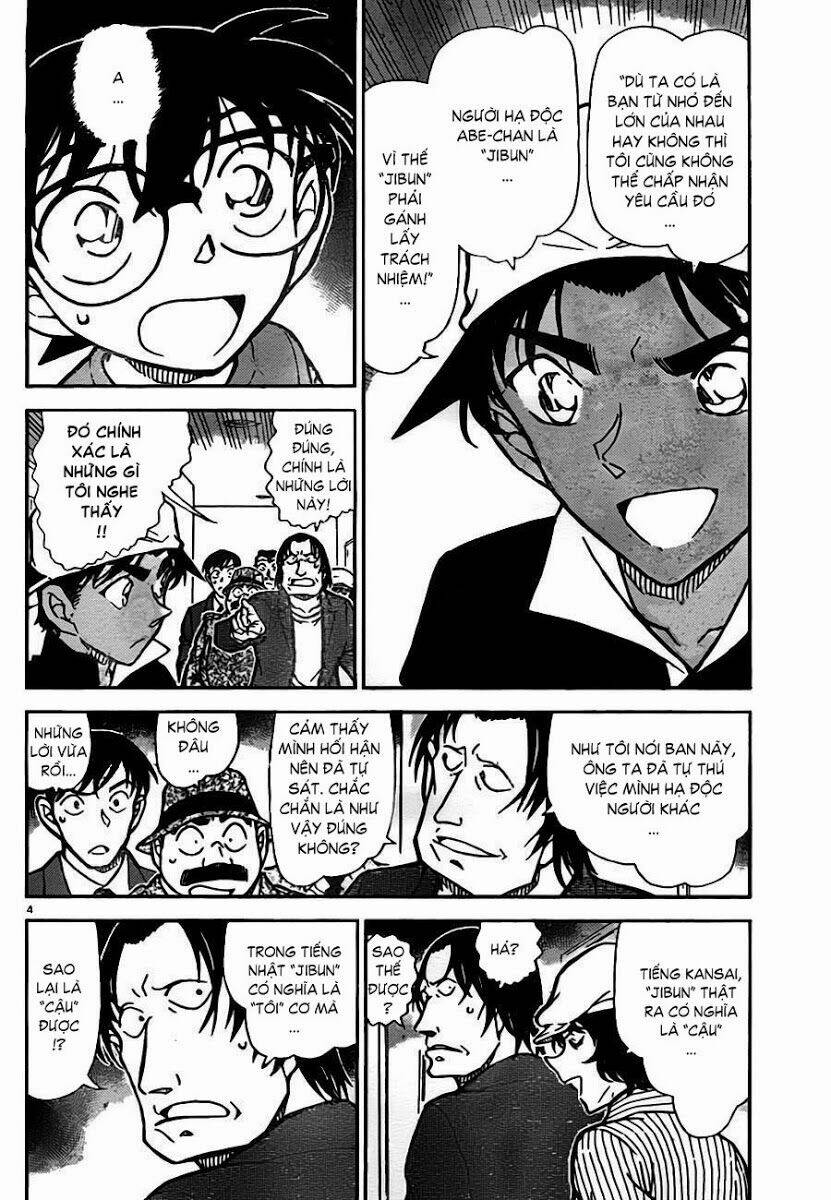 "DÙ TA CÓ LÀ
BẠN TỪ NHỎ ĐẾN
LỚN CỦA NHAU
HAY KHÔNG THÌ
TÔI CŨNG KHÔNG
THỂ CHẤP NHẬN
YÊU CẦU ĐÓ
...
NGƯỜI HẠ ĐỘC
ABE-CHAN LÀ
"JIBUN"
...
VÌ THẾ
"JIBUN"
PHẢI
GÁNH
LẤY
TRÁCH
NHIỆM!"
...
A
...
ĐÚNG
ĐÚNG,
CHÍNH LÀ
NHỮNG LỜI
NÀY!
ĐÓ CHÍNH
XÁC LÀ
NHỮNG GÌ
TÔI NGHE
THẤY
!!
NHƯ TÔI NÓI BAN NÀY,
ÔNG TA ĐÃ TỰ THÚ
VIỆC MÌNH HẠ ĐỘC
NGƯỜI KHÁC
...
CẢM THẤY
MÌNH HỐI HẬN
NÊN ĐÃ TỰ
SÁT. CHẮC
CHẮN LÀ NHƯ
VẬY ĐÚNG
KHÔNG?
KHÔNG
ĐÂU
...
NHỮNG
LỜI VỪA
RỒI...
4
TIẾNG KANSAI,
"JIBUN" THẬT
RA CÓ NGHĨA
LÀ "CẬU"
...
HẢ?
SAO
THẾ
ĐƯỢC
?
TRONG TIẾNG
NHẬT "JIBUN"
CÓ NGHĨA LÀ
"TÔI" CƠ MÀ
...
SAO
LẠI LÀ
"CẬU"
ĐƯỢC
!?